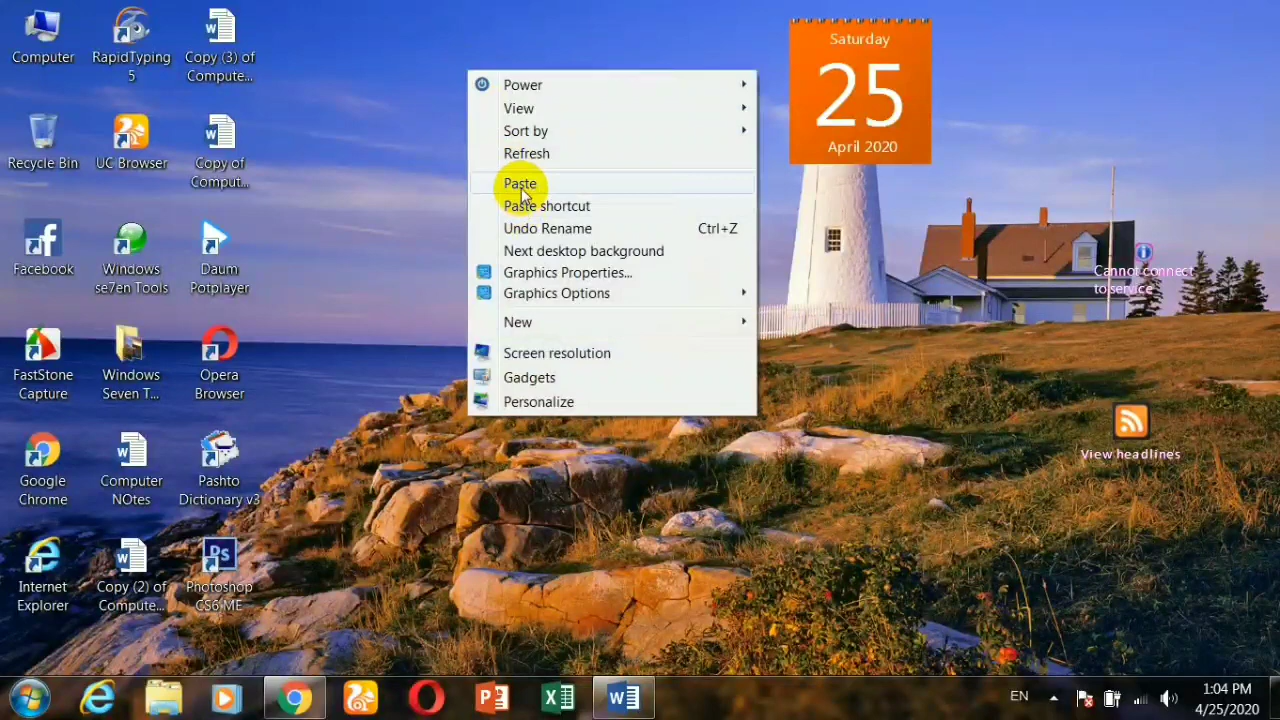 Computer
RapidTyping
5
Copy (3) of
Compute...
Recycle Bin
UC Browser
Copy of
Comput...
Facebook
Windows
se7en Tools
Daum
Potplayer
FastStone
Capture
Windows
Seven T...
Opera
Browser
Google
Chrome
Computer
NOtes
Pashto
Dictionary v3
Internet
Explorer
Copy (2) of
Compute...
Ps
Photoshop
CS6 ME
Power
View
Sort by
Refresh
Paste
Paste shortcut
Undo Rename Ctrl+Z
Next desktop background
Graphics Properties...
Graphics Options
New
Screen resolution
Gadgets
Personalize
Saturday
25
April 2020
Cannot connect
to service
View headlines
EN
1:04 PM
4/25/2020